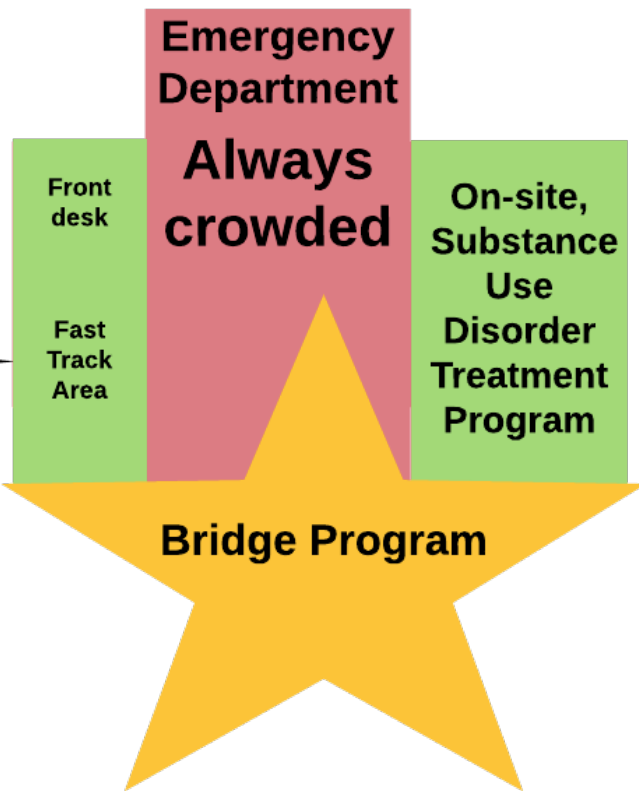 Emergency
Department
Always
crowded
Front
desk
Fast
Track
Area
On-site,
Substance
Use
Disorder
Treatment
Program
Bridge Program